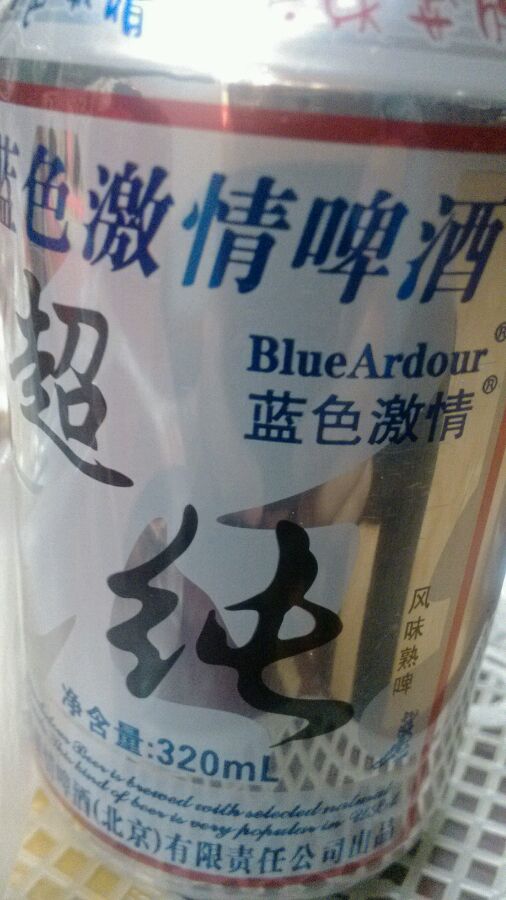 蓝色激情啤酒
超
纯
BlueArdour®
蓝色激情®
风味熟啤
净含量:320mL
Beer is brewed with selected natural
This kind of beer is very popular in U.S.A
啤酒(北京)有限责任公司出品